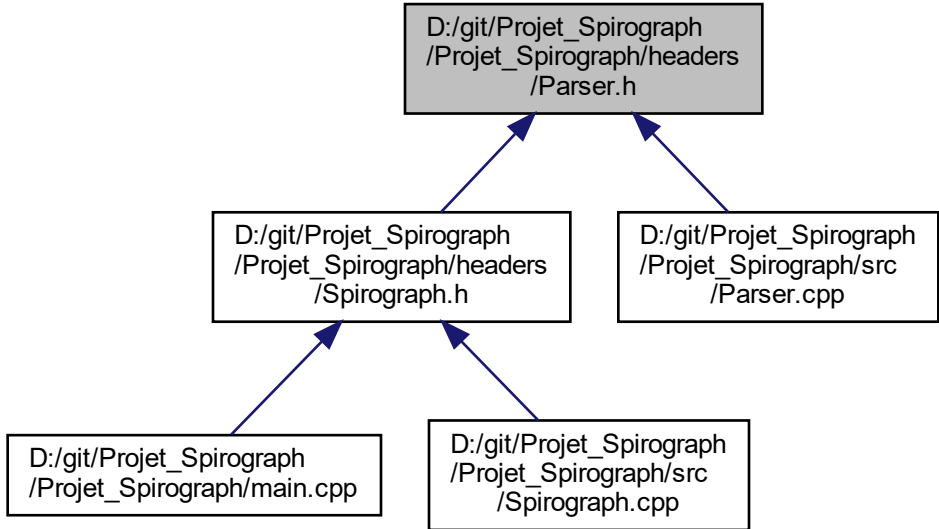 D:/git/Projet_Spirograph
/Projet_Spirograph/headers
/Parser.h
D:/git/Projet_Spirograph
/Projet_Spirograph/headers
/Spirograph.h
D:/git/Projet_Spirograph
/Projet_Spirograph/src
/Parser.cpp
D:/git/Projet_Spirograph
/Projet_Spirograph/main.cpp
D:/git/Projet_Spirograph
/Projet_Spirograph/src
/Spirograph.cpp